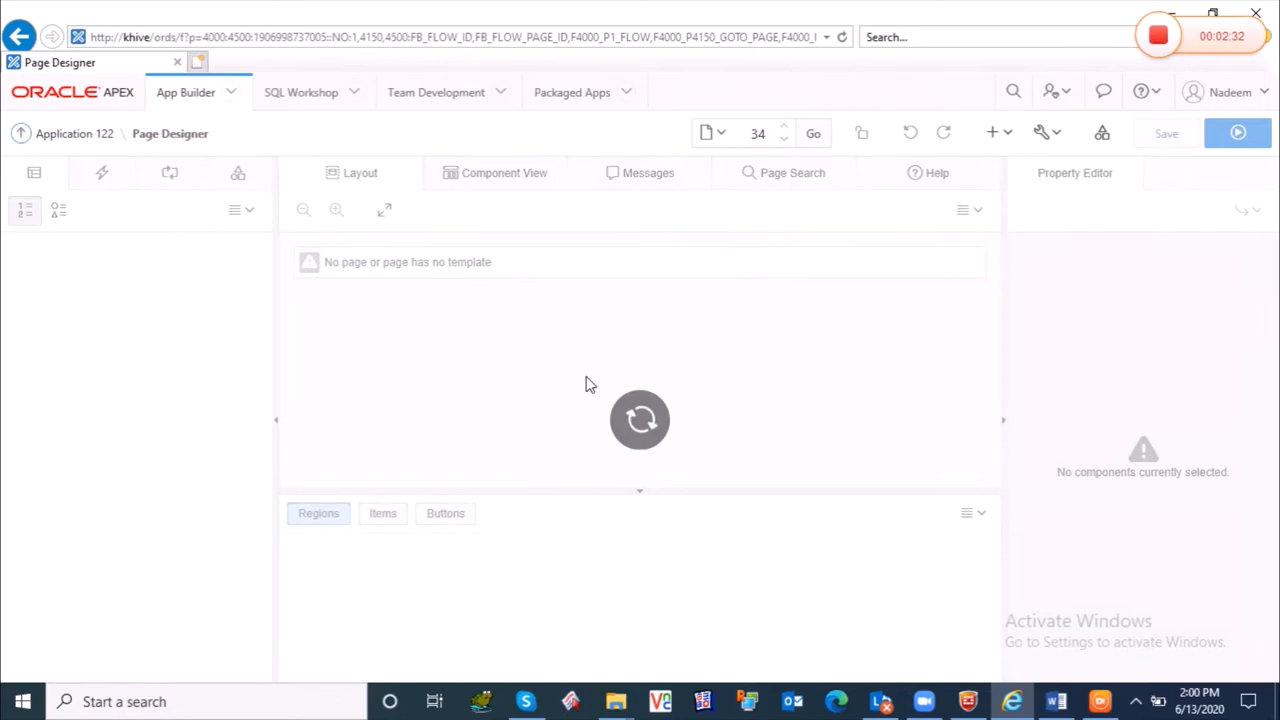 http://khive/ords/f?p=4000:4500:1906998737005::NO:1,4150,4500:FB_FLOW_ID,FB_FLOW_PAGE_ID,F4000_P1_FLOW,F4000_P4150_GOTO_PAGE,F4000_
Search...
00:02:32
Page Designer
ORACLE APEX
App Builder
SQL Workshop
Team Development
Packaged Apps
Nadeem
Application 122 \ Page Designer
34
Go
Save
Layout
Component View
Messages
Page Search
Help
Property Editor
No page or page has no template
No components currently selected.
Regions
Items
Buttons
Activate Windows
Go to Settings to activate Windows.
Start a search
2:00 PM
6/13/2020